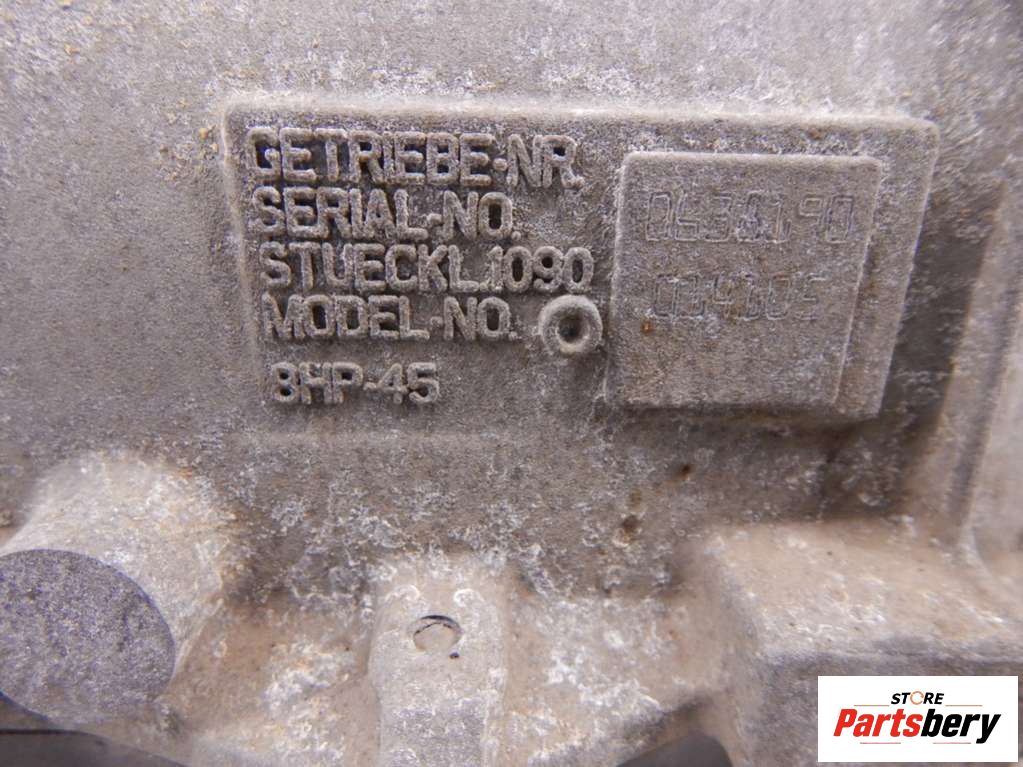 GETRIEBE-NR.
SERIAL-NO.
STUECKL.1090
MODEL-NO.
8HP-45
STORE
Partsbery